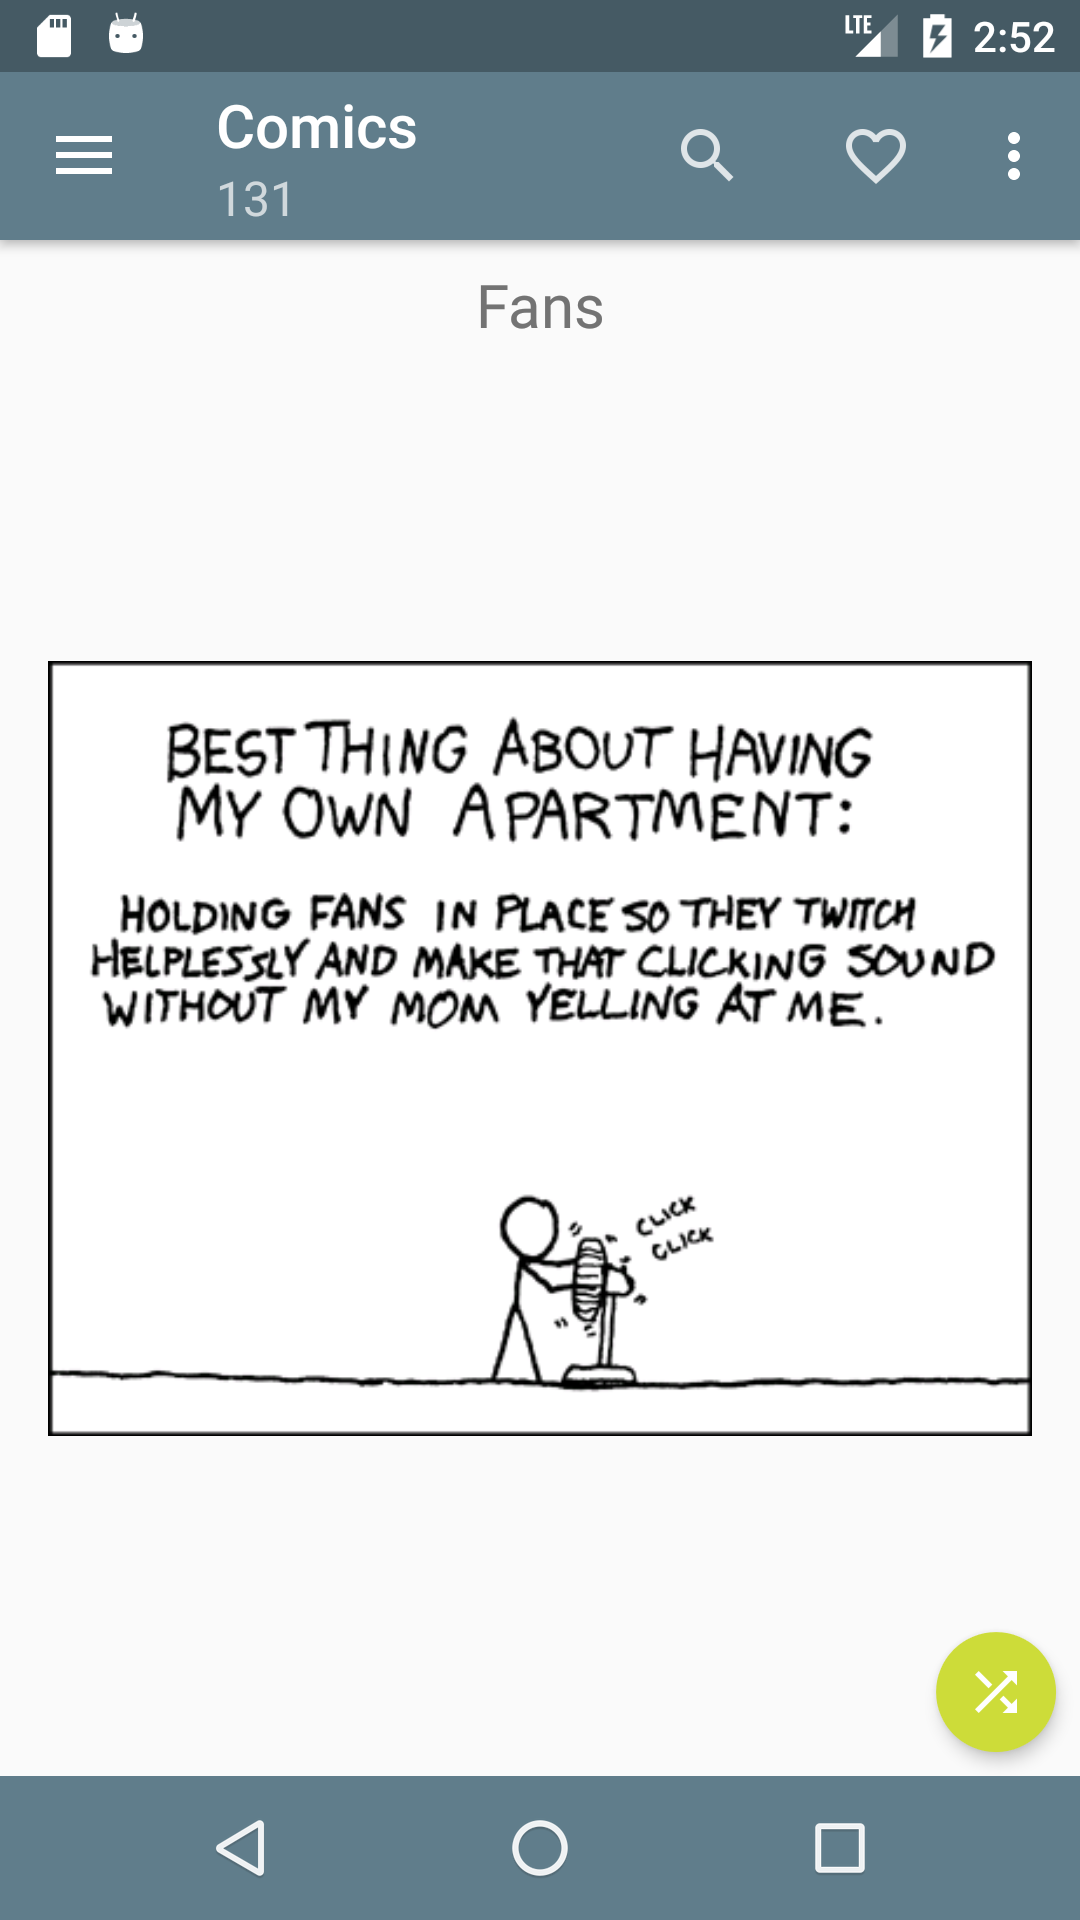 LTE 2:52
Comics
131
Fans
BEST THING ABOUT HAVING
MY OWN APARTMENT:
HOLDING FANS IN PLACE SO THEY TWITCH
HELPLESSLY AND MAKE THAT CLICKING SOUND
WITHOUT MY MOM YELLING AT ME.
CLICK
CLICK